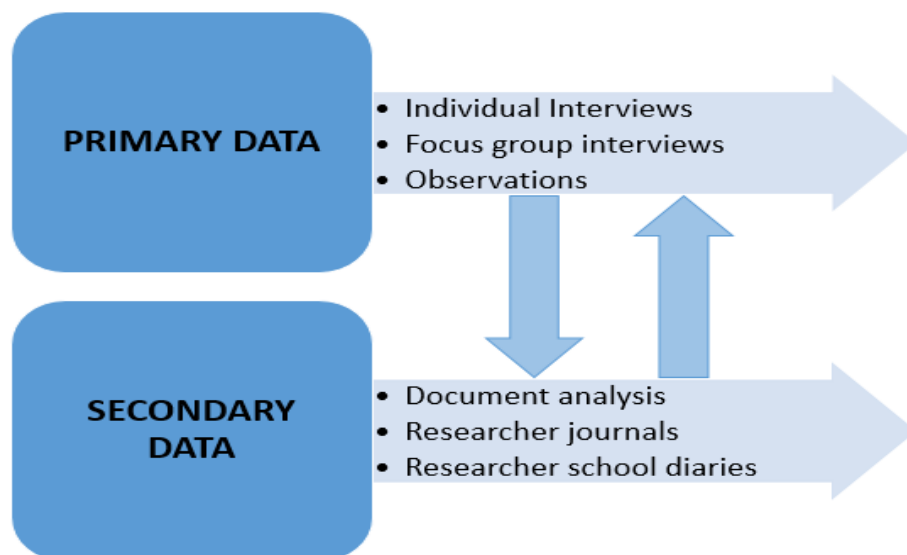 PRIMARY DATA
• Individual Interviews
• Focus group interviews
• Observations
SECONDARY
DATA
• Document analysis
• Researcher journals
• Researcher school diaries